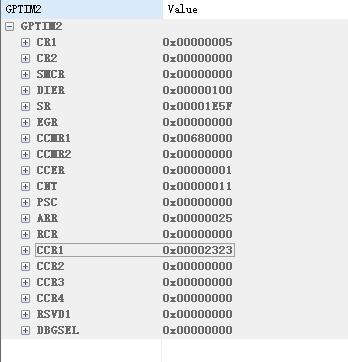 GPTIM2 Value
GPTIM2
CR1 0x00000005
CR2 0x00000000
SMCR 0x00000000
DIER 0x00000100
SR 0x00001E5F
EGR 0x00000000
CCMR1 0x00680000
CCMR2 0x00000000
CCER 0x00000001
CNT 0x00000011
PSC 0x00000000
ARR 0x00000025
RCR 0x00000000
CCR1 0x00002323
CCR2 0x00000000
CCR3 0x00000000
CCR4 0x00000000
RSVD1 0x00000000
DBGSEL 0x00000000